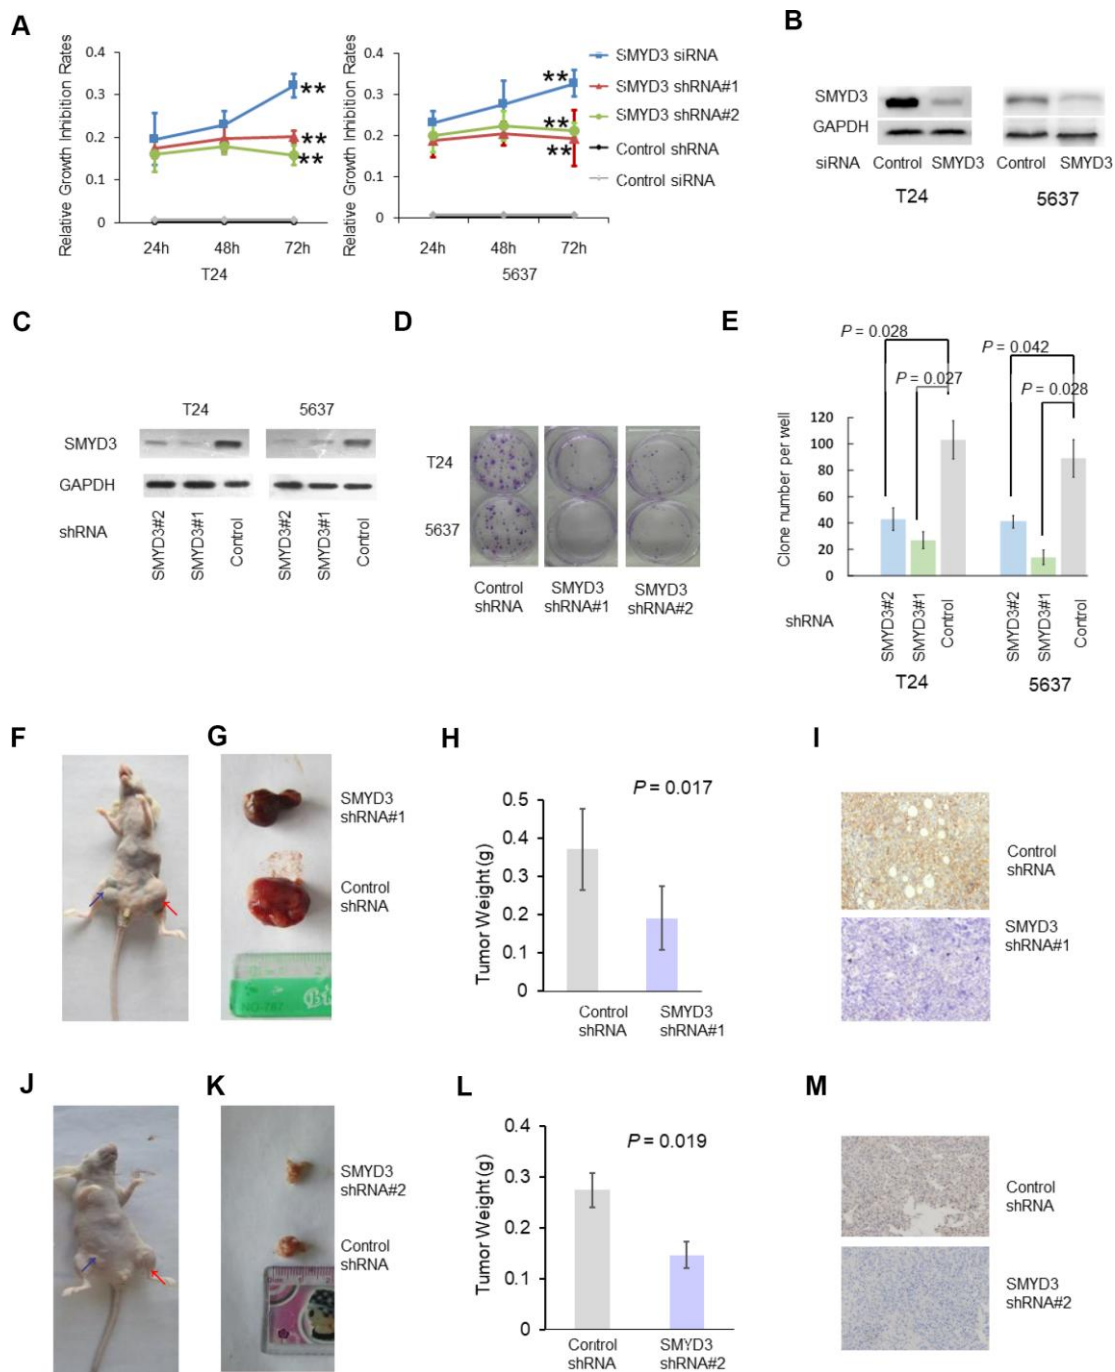 A
Relative Growth Inhibition Rates
0.4
0.3
0.2
0.1
0
24h 48h 72h
T24
**
**
**
Relative Growth Inhibition Rates
0.4
0.3
0.2
0.1
0
24h 48h 72h
5637
**
**
**
SMYD3 siRNA
SMYD3 shRNA#1
SMYD3 shRNA#2
Control shRNA
Control siRNA
B
SMYD3
GAPDH
siRNA Control SMYD3 Control SMYD3
T24 5637
C
T24 5637
SMYD3
GAPDH
shRNA
SMYD3#2
SMYD3#1
Control
SMYD3#2
SMYD3#1
Control
D
T24
5637
Control
shRNA
SMYD3
shRNA#1
SMYD3
shRNA#2
E
P = 0.028
P = 0.042
P = 0.027
P = 0.028
Clone number per well
120
100
80
60
40
20
0
shRNA
SMYD3#2
SMYD3#1
Control
SMYD3#2
SMYD3#1
Control
T24 5637
F
G
SMYD3
shRNA#1
Control
shRNA
H
P = 0.017
Tumor Weight(g)
0.5
0.4
0.3
0.2
0.1
0
Control
shRNA
SMYD3
shRNA#1
I
Control
shRNA
SMYD3
shRNA#1
J
K
SMYD3
shRNA#2
Control
shRNA
L
P = 0.019
Tumor Weight(g)
0.4
0.3
0.2
0.1
0
Control
shRNA
SMYD3
shRNA#2
M
Control
shRNA
SMYD3
shRNA#2